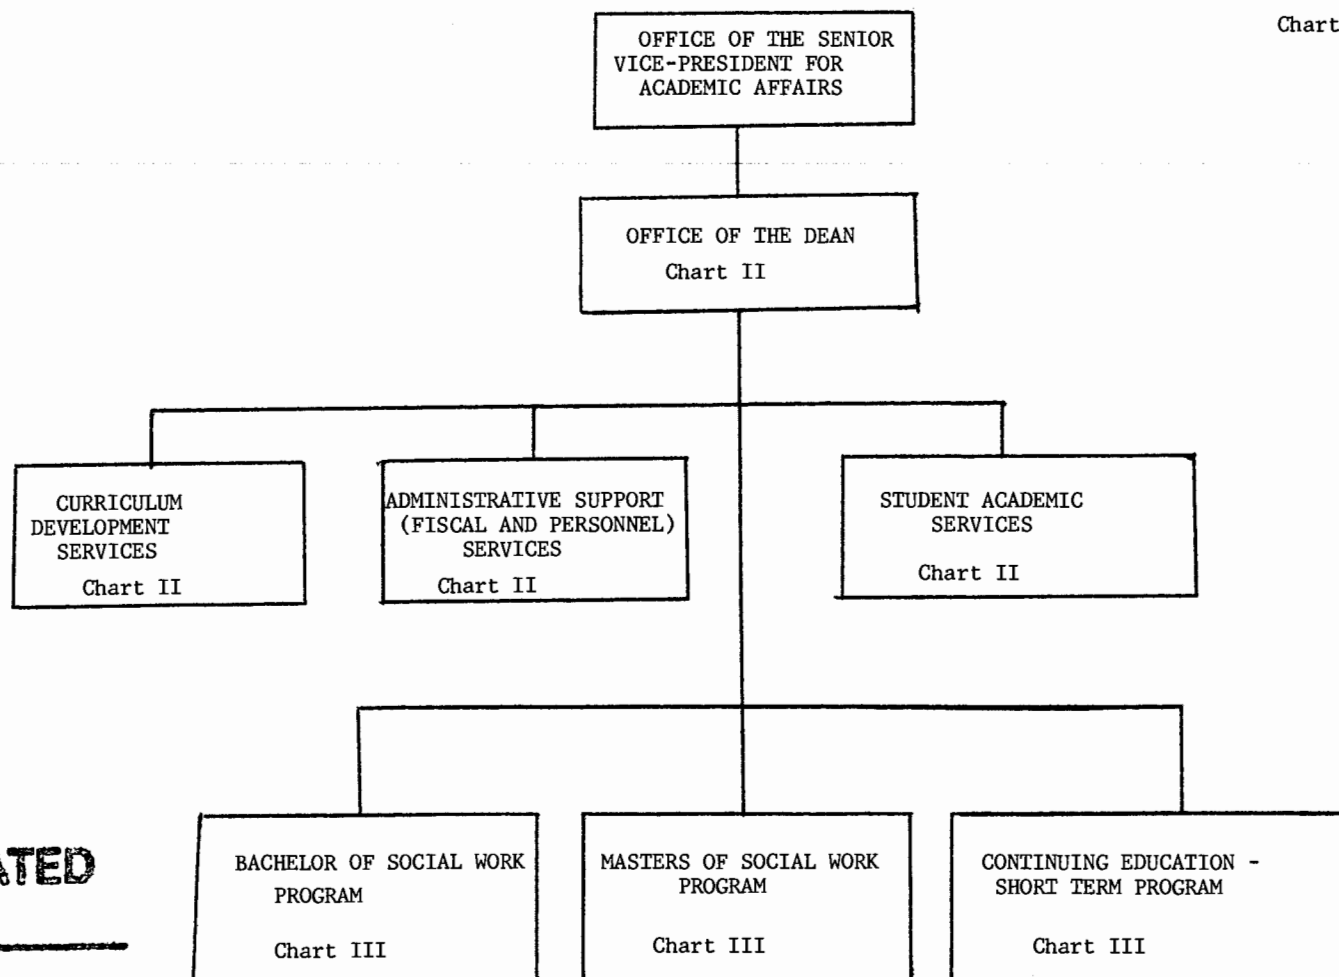 Chart
OFFICE OF THE SENIOR
VICE-PRESIDENT FOR
ACADEMIC AFFAIRS
OFFICE OF THE DEAN
Chart II
CURRICULUM
DEVELOPMENT
SERVICES
Chart II
ADMINISTRATIVE SUPPORT
(FISCAL AND PERSONNEL)
SERVICES
Chart II
STUDENT ACADEMIC
SERVICES
Chart II
BACHELOR OF SOCIAL WORK
PROGRAM
Chart III
MASTERS OF SOCIAL WORK
PROGRAM
Chart III
CONTINUING EDUCATION -
SHORT TERM PROGRAM
Chart III
ATED